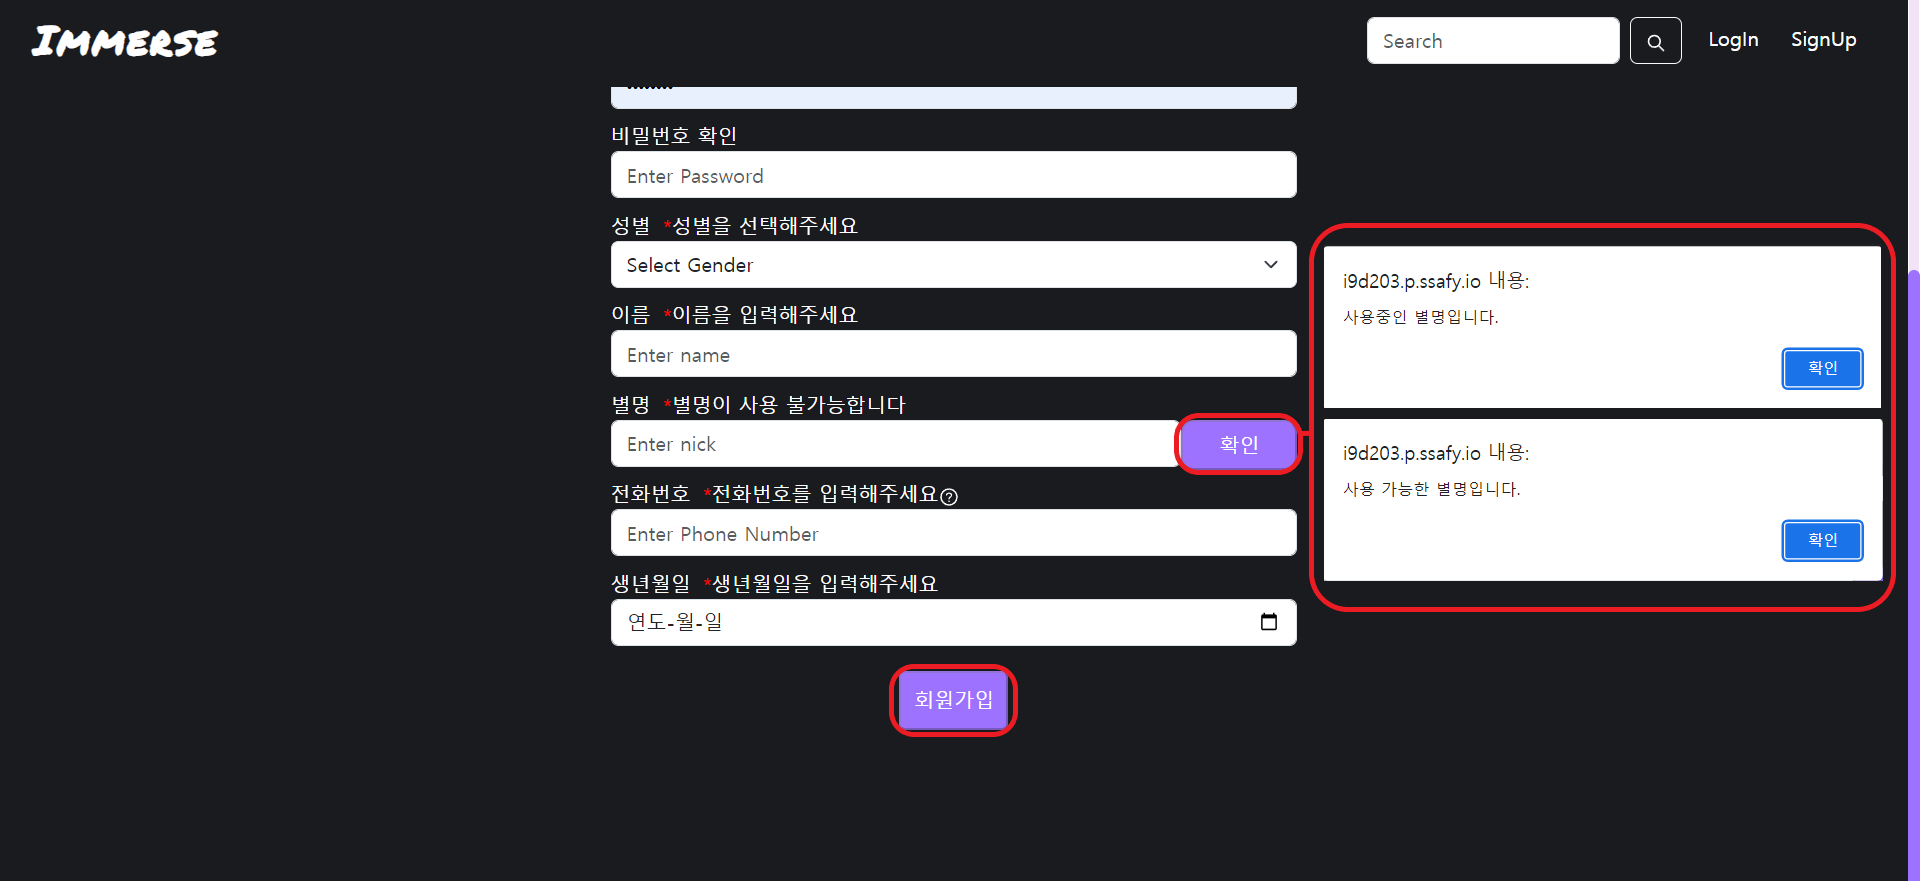 IMMERSE
Search
LogIn
SignUp
비밀번호 확인
Enter Password
성별 *성별을 선택해주세요
Select Gender
이름 *이름을 입력해주세요
Enter name
별명 *별명이 사용 불가능합니다
Enter nick
확인
전화번호 *전화번호를 입력해주세요?
Enter Phone Number
생년월일 *생년월일을 입력해주세요
연도-월-일
회원가입
i9d203.p.ssafy.io 내용:
사용중인 별명입니다.
확인
i9d203.p.ssafy.io 내용:
사용 가능한 별명입니다.
확인